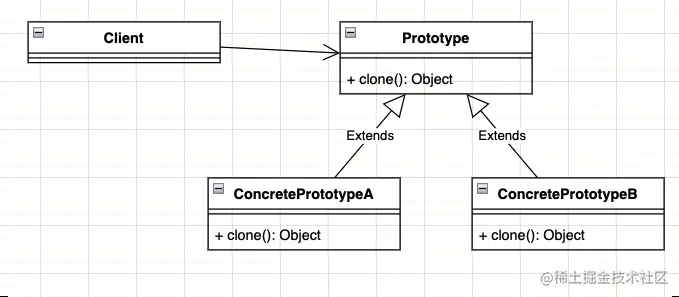 Client
Prototype
+ clone(): Object
Extends
Extends
ConcretePrototypeA
+ clone(): Object
ConcretePrototypeB
+ clone(): Object
@稀土掘金技术社区